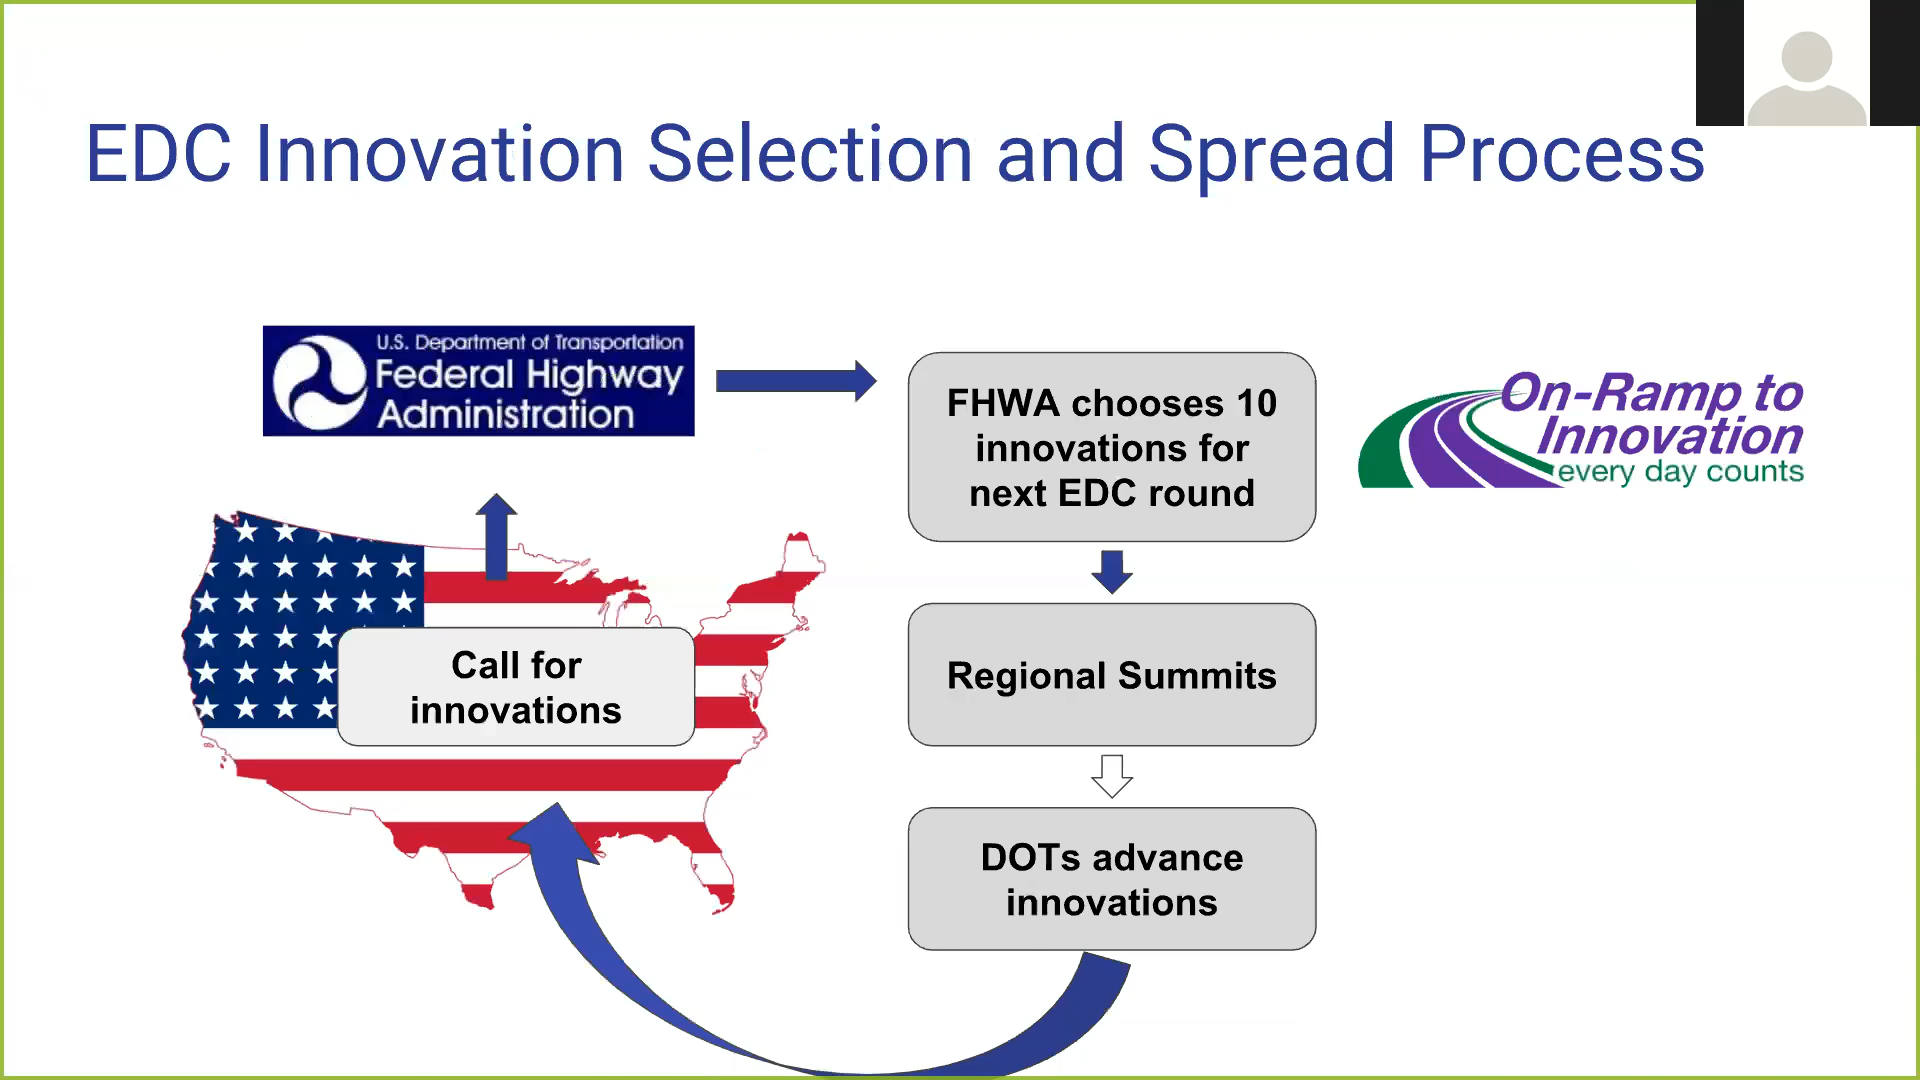 EDC Innovation Selection and Spread Process
U.S. Department of Transportation
Federal Highway
Administration
FHWA chooses 10
innovations for
next EDC round
On-Ramp to
Innovation
every day counts
Call for
innovations
Regional Summits
DOTs advance
innovations